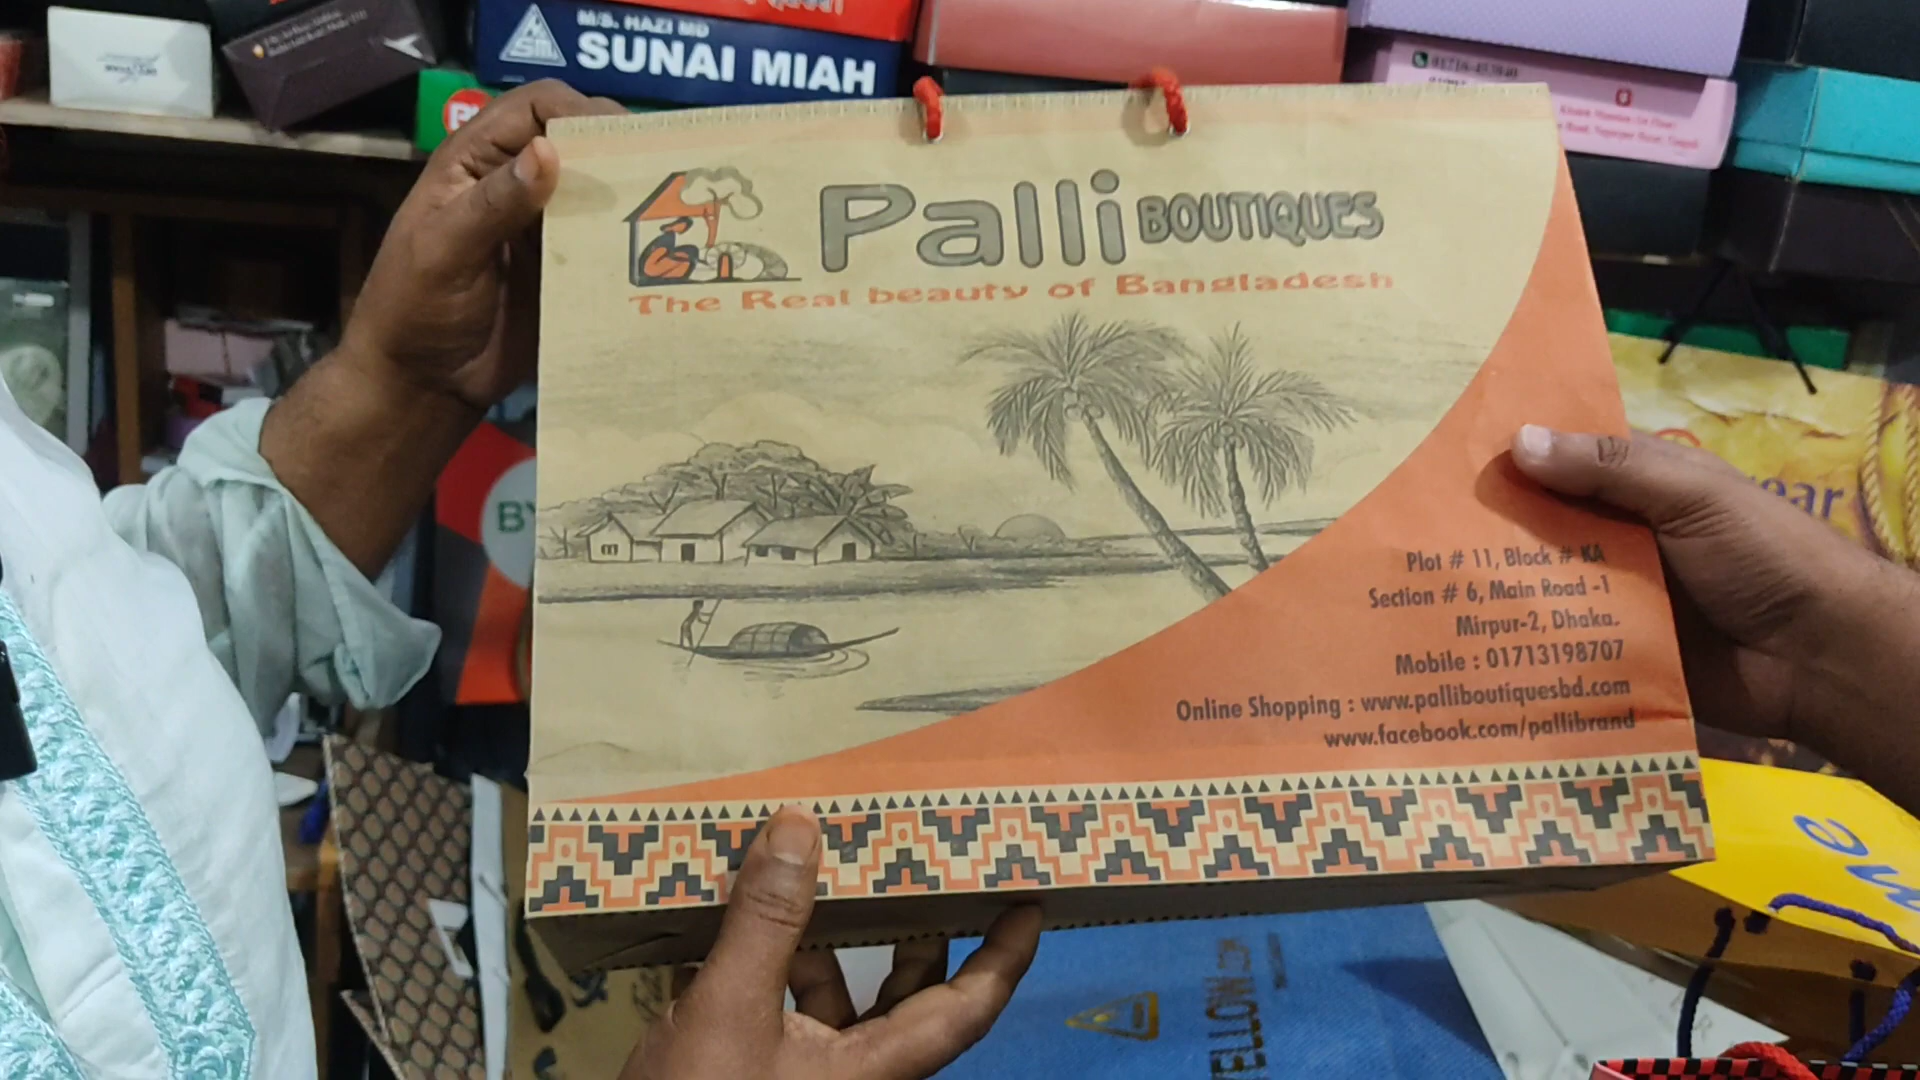 M/S. HAZI MD
SUNAI MIAH
Palli BOUTIQUES
The Real beauty of Bangladesh
Plot # 11, Block # KA
Section # 6, Main Road -1
Mirpur-2, Dhaka.
Mobile : 01713198707
Online Shopping : www.palliboutiquesbd.com
www.facebook.com/pallibrand